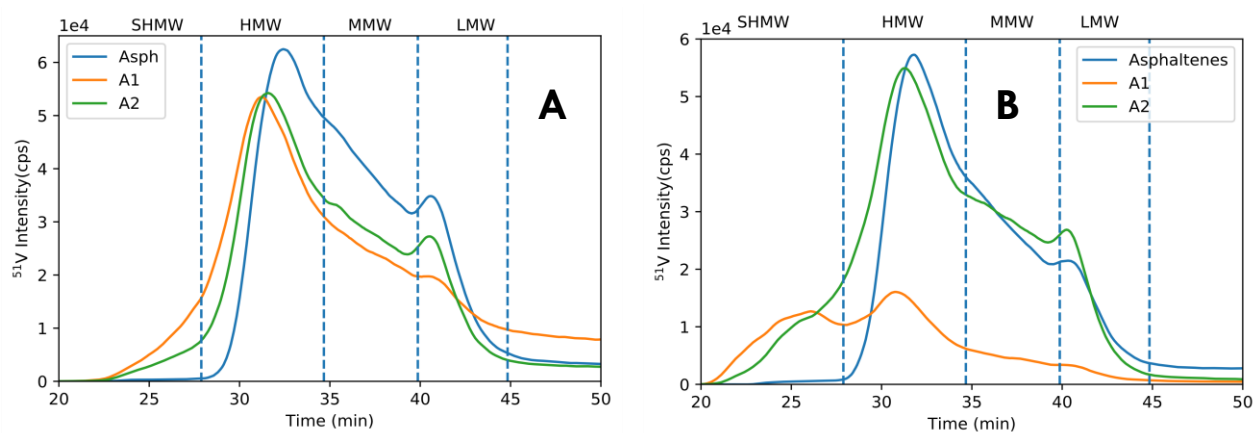 SHMW HMW MMW LMW
1e4
Asph
A1
A2
A
6
5
4
3
2
1
0
51V Intensity(cps)
20 25 30 35 40 45 50
Time (min)
SHMW HMW MMW LMW
1e4
Asphaltenes
A1
A2
B
6
5
4
3
2
1
0
51V Intensity(cps)
20 25 30 35 40 45 50
Time (min)